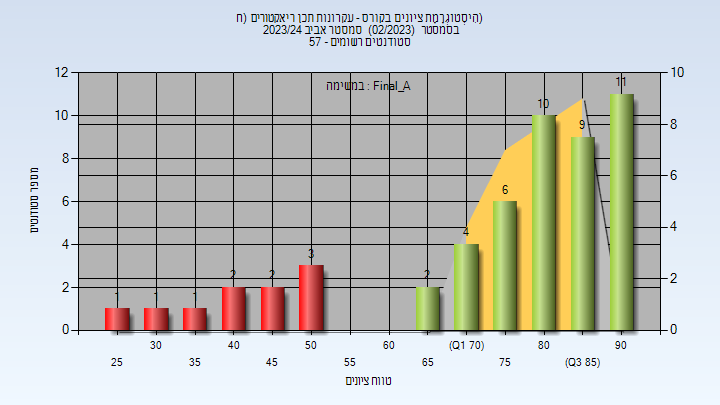 (הִיסְטוֹגְרַמַּת ציונים בקורס - עקרונות תכן ריאקטורים (ח
בסמסטר (02/2023) סמסטר אביב 2023/24
סטודנטים רשומים - 57
במשימה : Final_A
12 10
10 8
8 6
6 4
4 2
2 0
0
1 1 1 2 2 3 2 4 6 10 9 11
מספר סטודנטים
30 40 50 60 (Q1 70) 80 90
25 35 45 55 65 75 (Q3 85)
טווח ציונים